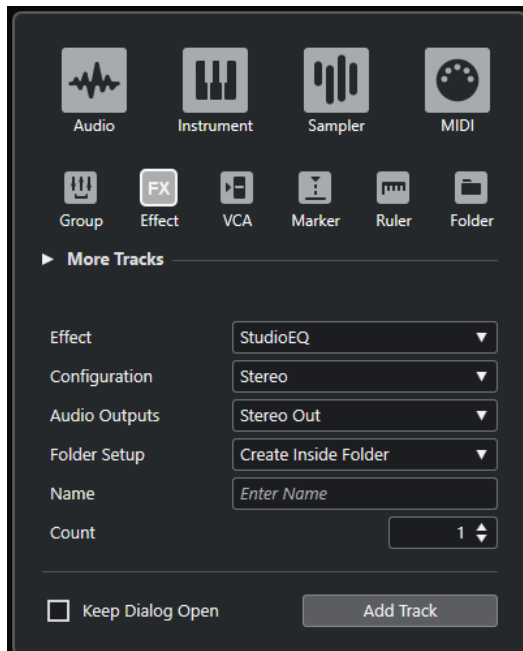 Audio Instrument Sampler MIDI
FX
Group Effect VCA Marker Ruler Folder
More Tracks
Effect StudioEQ
Configuration Stereo
Audio Outputs Stereo Out
Folder Setup Create Inside Folder
Name Enter Name
Count 1
Keep Dialog Open Add Track